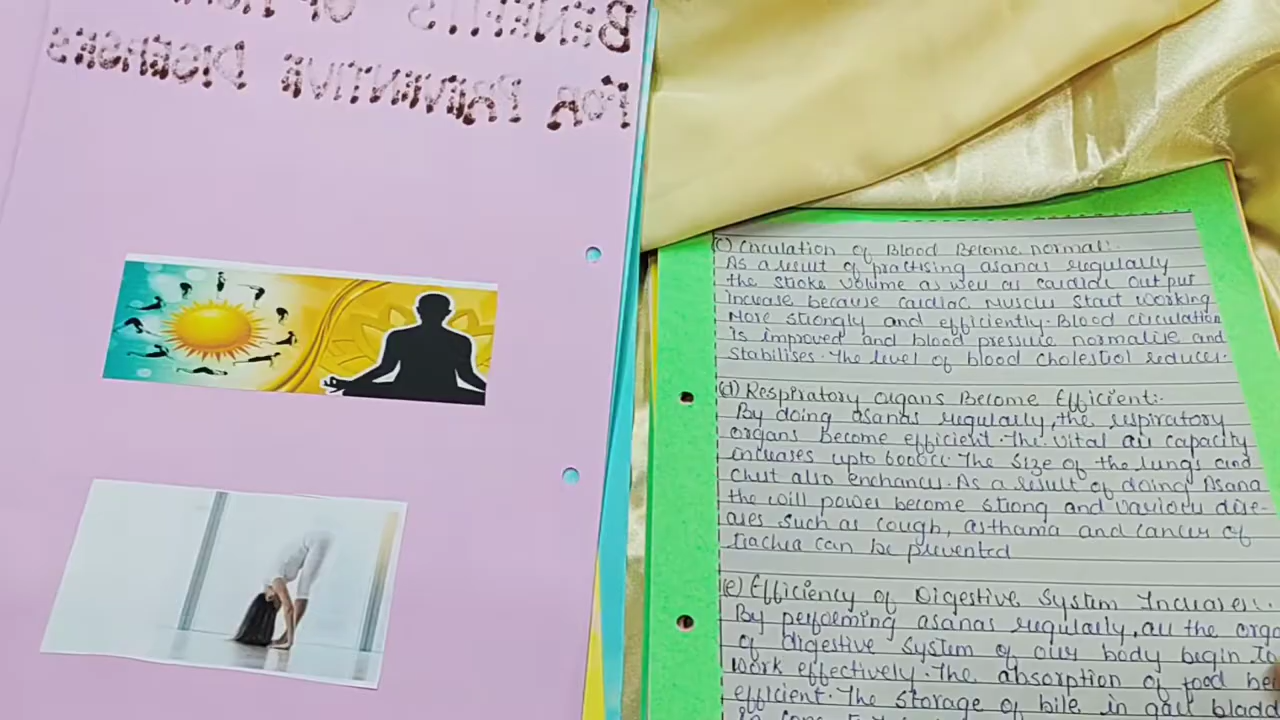 BENEFITS OF
FOR PREVENTIVE DISEASES
(c) Circulation of Blood Become normal:-
As a result of practising asanas regularly
the stroke volume as well as cardiac output
increase because cardiac muscles start working
more strongly and efficiently. Blood circulation
is improved and blood pressure normalise and
stabilises. The level of blood cholestrol reduces.
(d) Respiratory organs Become Efficient:-
By doing asanas regularly, the respiratory
organs become efficient. The vital air capacity
increases upto 6000cc. The size of the lungs and
chest also enchances. As a result of doing Asana
the will power become strong and various dise-
ases such as cough, asthama and cancer of
trachea can be prevented
(e) Efficiency of Digestive System Increases:-
By performing asanas regularly, all the orga
of digestive system of our body begin to
work effectively. The absorption of food be
efficient. The storage of bile in gall bladd